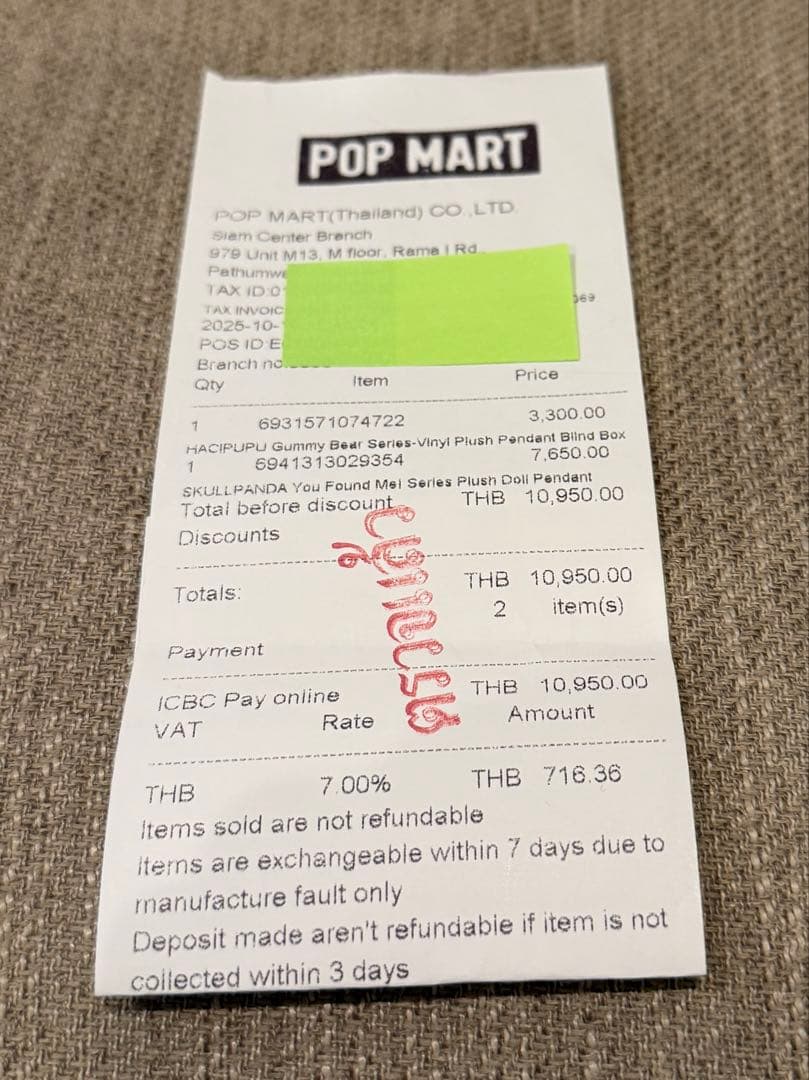 POP MART
POP MART(Thailand) CO.,LTD.
Siam Center Branch
979 Unit M13, M floor, Rama I Rd.
Pathumwa
TAX ID:0
TAX INVOIC
2025-10-
POS ID:E
Branch no.
Qty Item Price
1 6931571074722 3,300.00
HACIPUPU Gummy Bear Series-Vinyl Plush Pendant Blind Box
1 6941313029354 7,650.00
SKULLPANDA You Found Me! Series Plush Doll Pendant
Total before discount THB 10,950.00
Discounts
Totals: THB 10,950.00
2 item(s)
Payment
ICBC Pay online THB 10,950.00
VAT Rate Amount
THB 7.00% THB 716.36
Items sold are not refundable
Items are exchangeable within 7 days due to
manufacture fault only
Deposit made aren't refundable if item is not
collected within 3 days